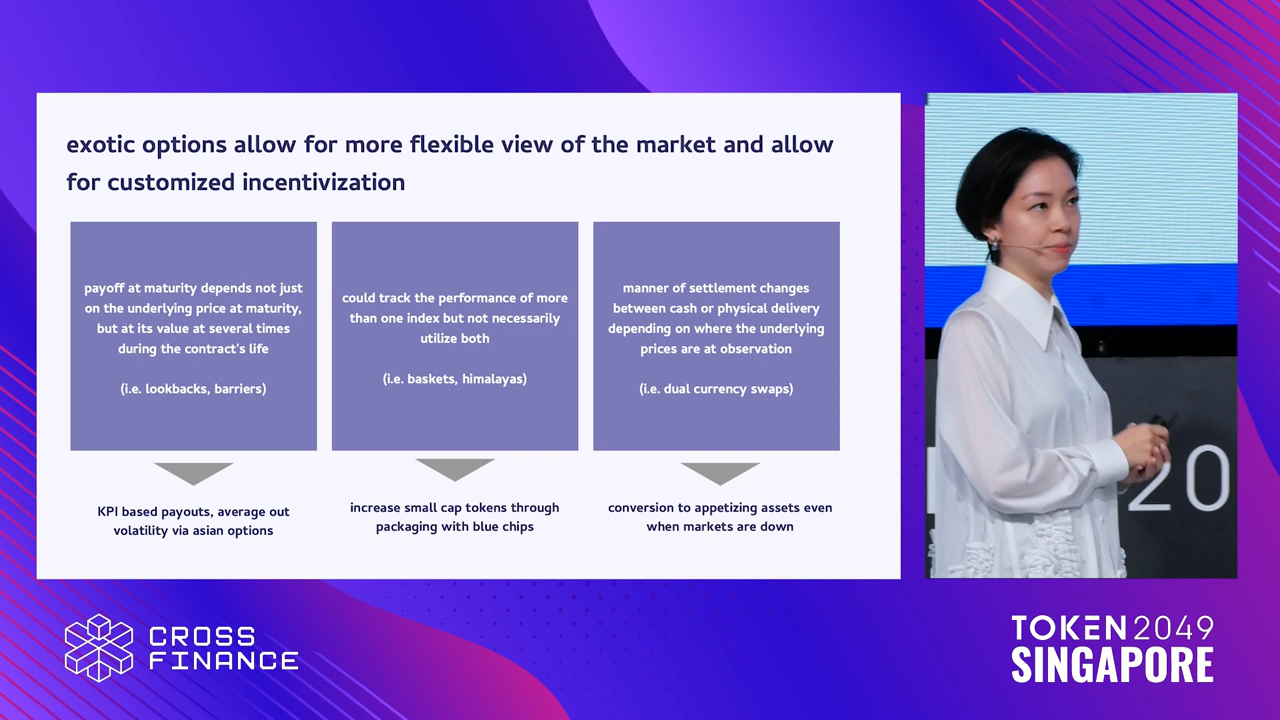 exotic options allow for more flexible view of the market and allow
for customized incentivization
payoff at maturity depends not just
on the underlying price at maturity,
but at its value at several times
during the contract's life
(i.e. lookbacks, barriers)
could track the performance of more
than one index but not necessarily
utilize both
(i.e. baskets, himalayas)
manner of settlement changes
between cash or physical delivery
depending on where the underlying
prices are at observation
(i.e. dual currency swaps)
KPI based payouts, average out
volatility via asian options
increase small cap tokens through
packaging with blue chips
conversion to appetizing assets even
when markets are down
20
CROSS
FINANCE
TOKEN2049
SINGAPORE